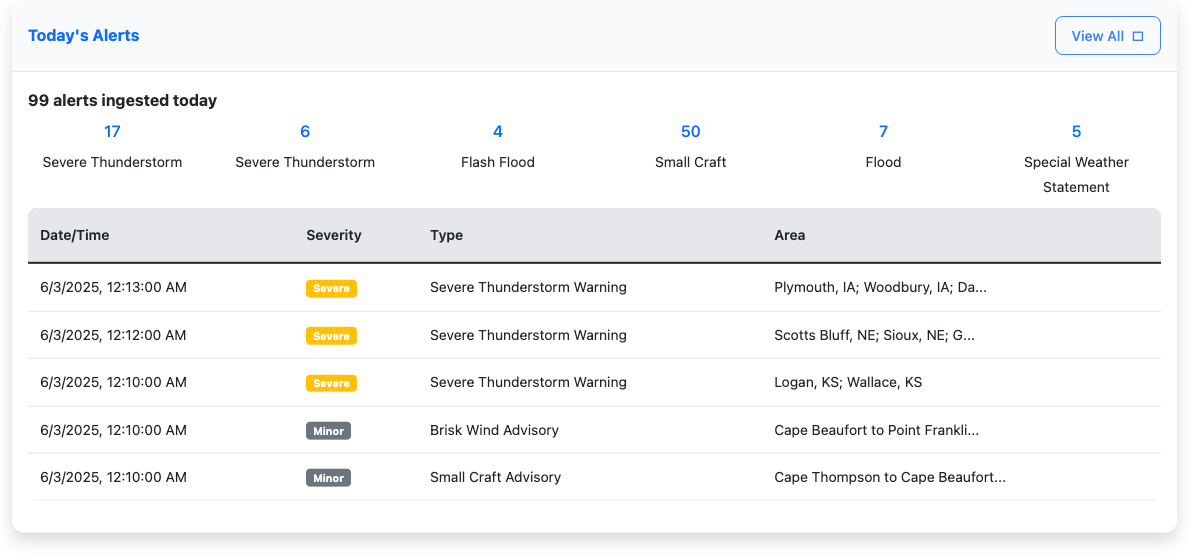 Today's Alerts
View All
99 alerts ingested today
17 6 4 50 7 5
Severe Thunderstorm Severe Thunderstorm Flash Flood Small Craft Flood Special Weather
Statement
Date/Time Severity Type Area
6/3/2025, 12:13:00 AM Severe Severe Thunderstorm Warning Plymouth, IA; Woodbury, IA; Da...
6/3/2025, 12:12:00 AM Severe Severe Thunderstorm Warning Scotts Bluff, NE; Sioux, NE; G...
6/3/2025, 12:10:00 AM Severe Severe Thunderstorm Warning Logan, KS; Wallace, KS
6/3/2025, 12:10:00 AM Minor Brisk Wind Advisory Cape Beaufort to Point Frankli...
6/3/2025, 12:10:00 AM Minor Small Craft Advisory Cape Thompson to Cape Beaufort...